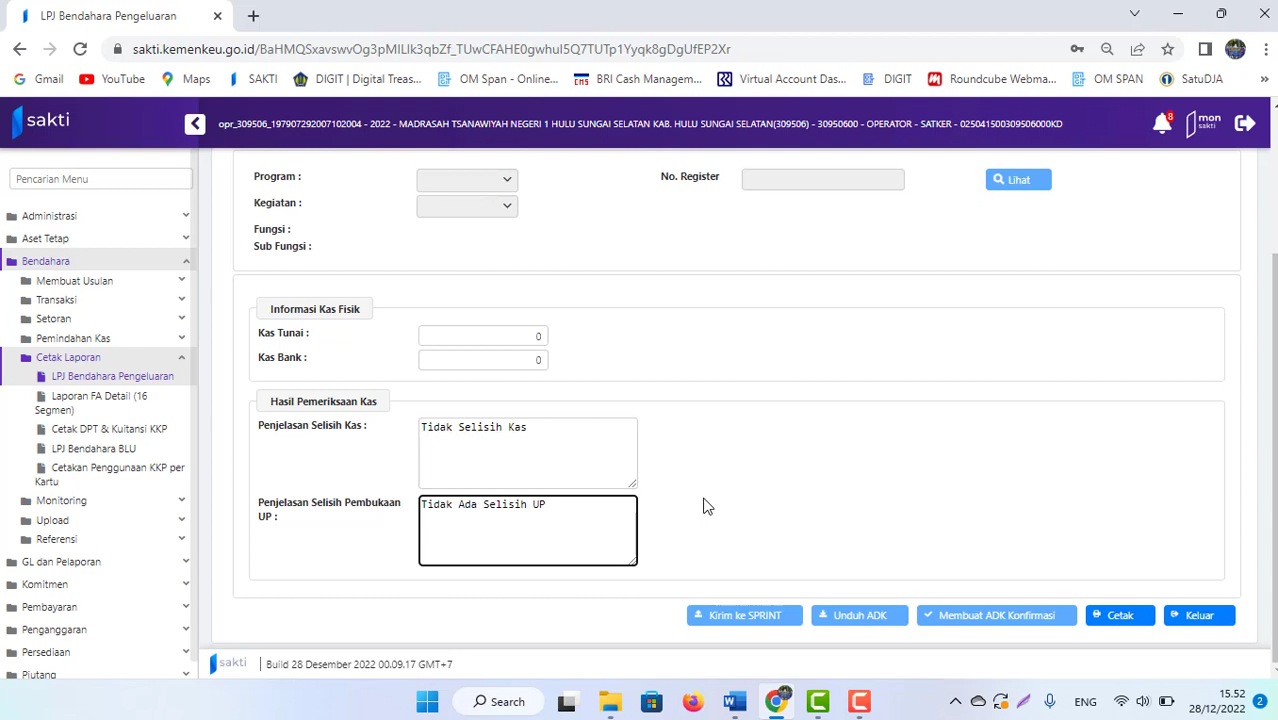 LPJ Bendahara Pengeluaran
sakti.kemenkeu.go.id/BaHMQSxavswvOg3pMILIk3qbZf_TUwCFAHE0gwhuI5Q7TUTp1Yyqk8gDgUfEP2Xr
Gmail YouTube Maps SAKTI DIGIT | Digital Treas... OM Span - Online... BRI Cash Managem... Virtual Account Das... DIGIT Roundcube Webma... OM SPAN SatuDJA
sakti opr_309506_197907292007102004 - 2022 - MADRASAH TSANAWIYAH NEGERI 1 HULU SUNGAI SELATAN KAB. HULU SUNGAI SELATAN(309506) - 30950600 - OPERATOR - SATKER - 025041500309506000KD 8 mon sakti
Pencarian Menu
Administrasi
Aset Tetap
Bendahara
Membuat Usulan
Transaksi
Setoran
Pemindahan Kas
Cetak Laporan
LPJ Bendahara Pengeluaran
Laporan FA Detail (16
Segmen)
Cetak DPT & Kuitansi KKP
LPJ Bendahara BLU
Cetakan Penggunaan KKP per
Kartu
Monitoring
Upload
Referensi
GL dan Pelaporan
Komitmen
Pembayaran
Penganggaran
Persediaan
Piutang
Program : No. Register Lihat
Kegiatan :
Fungsi :
Sub Fungsi :
Informasi Kas Fisik
Kas Tunai : 0
Kas Bank : 0
Hasil Pemeriksaan Kas
Penjelasan Selisih Kas : Tidak Selisih Kas
Penjelasan Selisih Pembukaan Tidak Ada Selisih UP
UP :
Kirim ke SPRINT Unduh ADK Membuat ADK Konfirmasi Cetak Keluar
sakti | Build 28 Desember 2022 00.09.17 GMT+7
Search ENG 15.52
28/12/2022 2